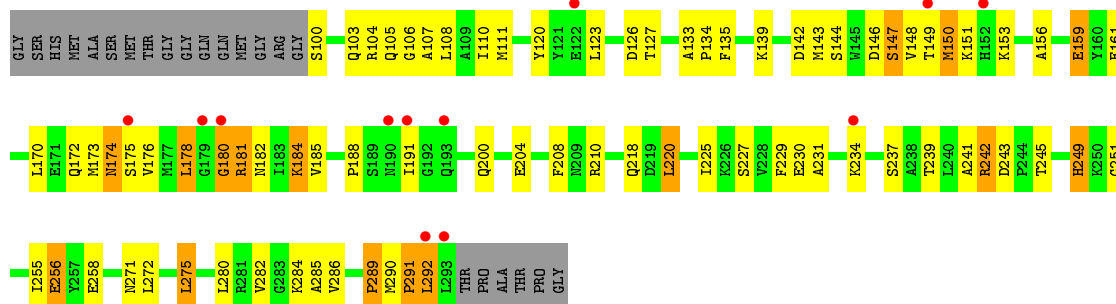 GLY SER HIS MET ALA SER MET THR GLY GLY GLN GLN MET GLY ARG GLY S100 Q103 R104 Q105 G106 A107 L108 A109 I110 M111 Y120 Y121 E122 L123 D126 T127 A133 P134 F135 K139 D142 M143 S144 W145 D146 S147 Y148 T149 M150 K151 H152 K153 A156 E159 Y160
L170 E171 Q172 M173 N174 S175 V176 M177 L178 G179 G180 R181 N182 I183 K184 V185 P188 S189 N190 I191 G192 Q193 Q200 E204 F208 N209 R210 Q218 D219 L220 I225 K226 S227 V228 F229 E230 A231 K234 S237 A238 T239 L240 A241 R242 D243 P244 T245 H249 K250
I255 E256 Y257 E258 N271 L272 L275 L280 R281 V282 G283 K284 A285 V286 P289 M290 P291 L292 L293 THR PRO ALA THR PRO GLY